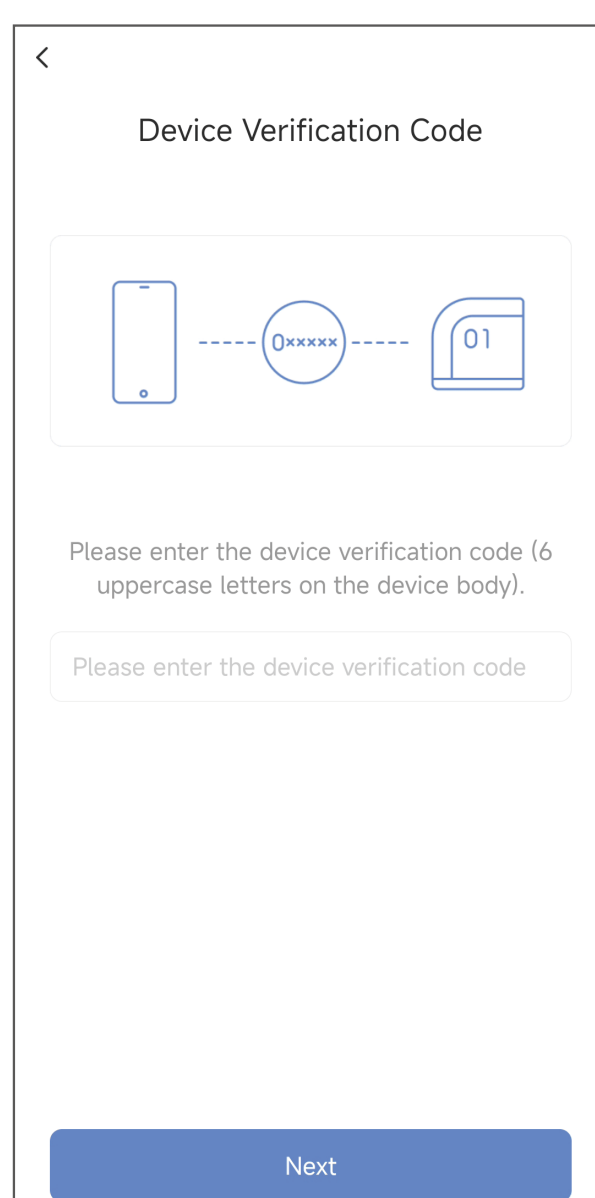 Device Verification Code
0×××××
01
Please enter the device verification code (6
uppercase letters on the device body).
Please enter the device verification code
Next